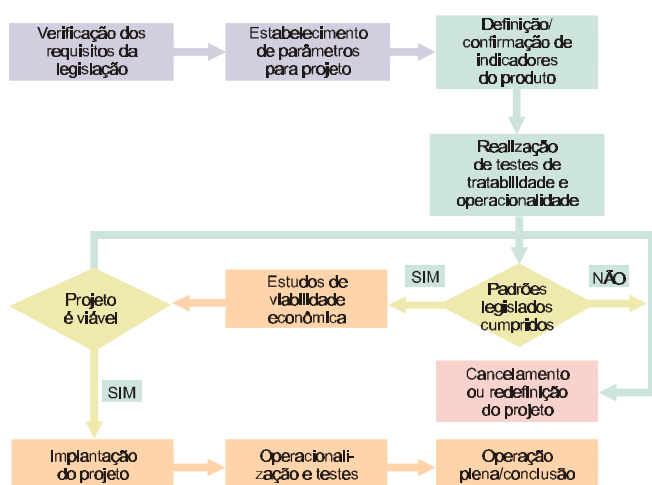 Verificação dos
requisitos da
legislação
Estabelecimento
de parâmetros
para projeto
Definição/
confirmação de
indicadores
do produto
Realização
de testes de
tratabilidade e
operacionalidade
SIM
NÃO
Padrões
legislados
cumpridos
Estudos de
viabilidade
econômica
Projeto
é viável
SIM
Cancelamento
ou redefinição
do projeto
Implantação
do projeto
Operacionali-
zação e testes
Operação
plena/conclusão